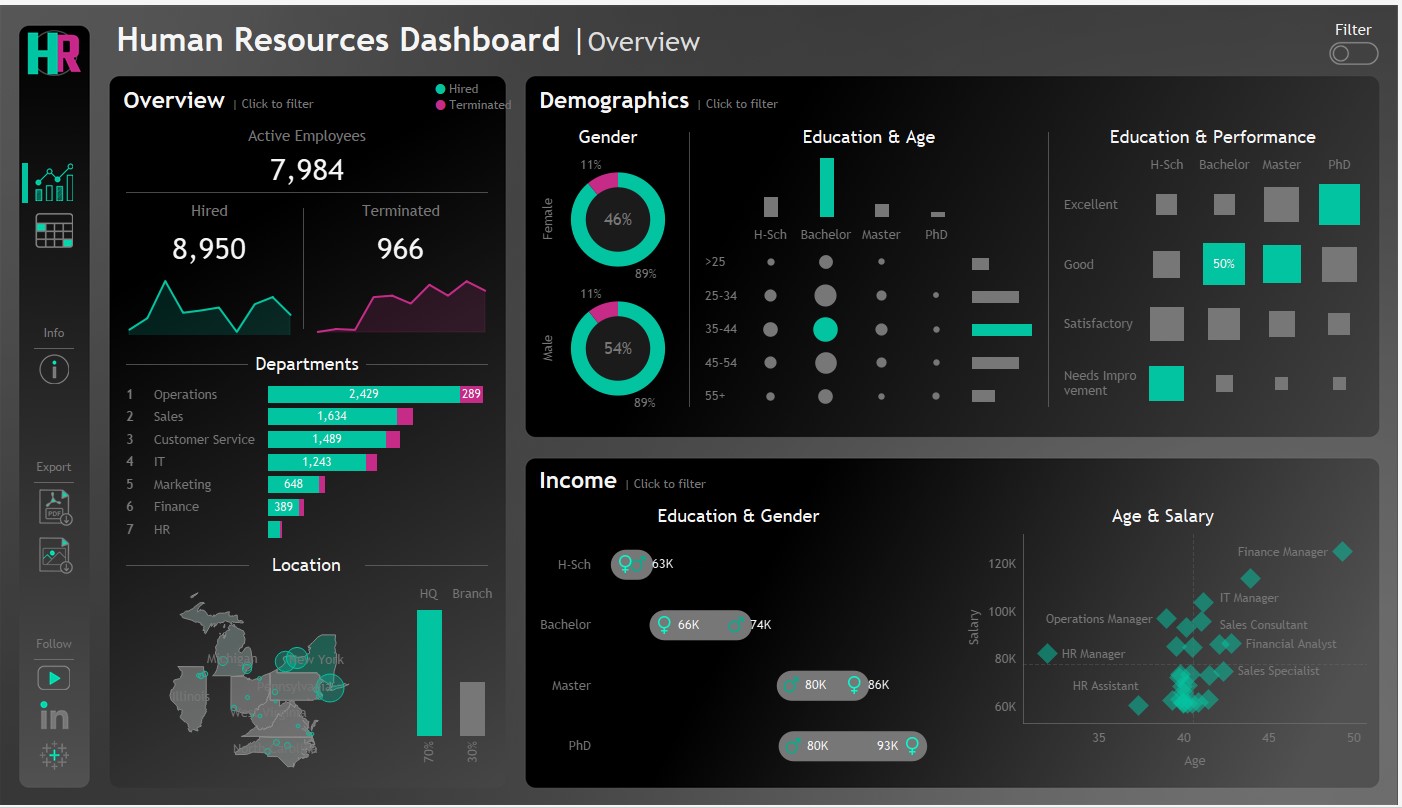 HR
Human Resources Dashboard | Overview
Filter
Overview | Click to filter
Hired
Terminated
Active Employees
7,984
Hired
8,950
Terminated
966
Departments
1 Operations 2,429 289
2 Sales 1,634
3 Customer Service 1,489
4 IT 1,243
5 Marketing 648
6 Finance 389
7 HR
Location
Michigan
New York
Illinois
Pennsylvania
HQ Branch
70% 30%
Info
Export
PDF
Follow
in
Demographics | Click to filter
Gender
Female
11%
46%
89%
Male
11%
54%
89%
Education & Age
H-Sch Bachelor Master PhD
>25
25-34
35-44
45-54
55+
Education & Performance
H-Sch Bachelor Master PhD
Excellent
Good 50%
Satisfactory
Needs Impro
vement
Income | Click to filter
Education & Gender
H-Sch 63K
Bachelor 66K 74K
Master 80K 86K
PhD 80K 93K
Age & Salary
Salary
120K
100K
80K
60K
Finance Manager
IT Manager
Operations Manager
Sales Consultant
Financial Analyst
HR Manager
Sales Specialist
HR Assistant
35 40 45 50
Age